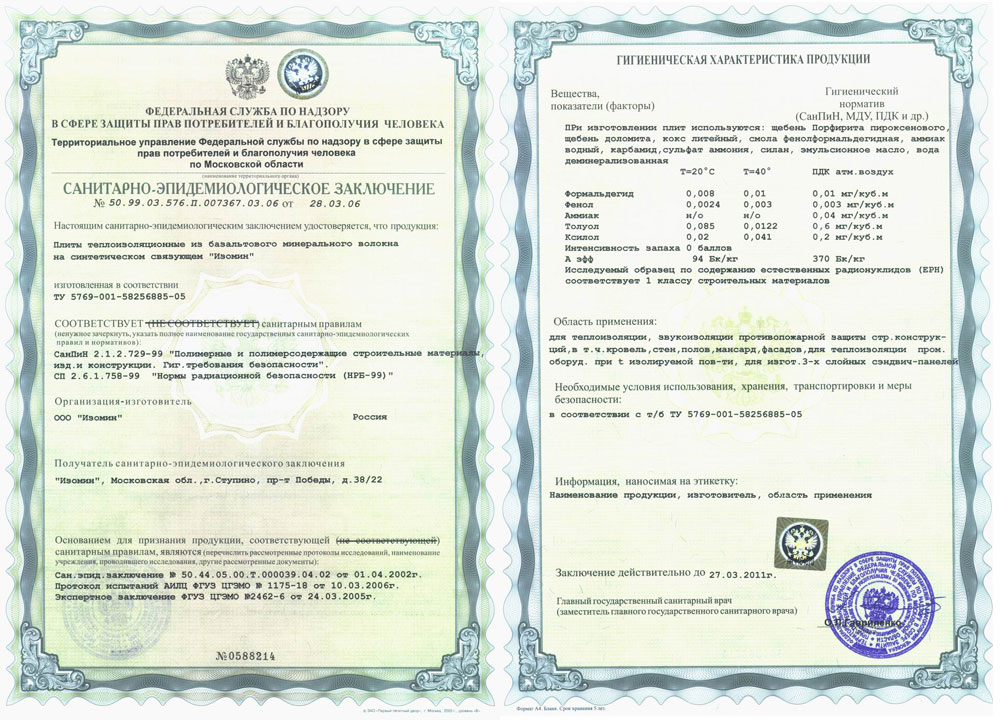 ФЕДЕРАЛЬНАЯ СЛУЖБА ПО НАДЗОРУ
В СФЕРЕ ЗАЩИТЫ ПРАВ ПОТРЕБИТЕЛЕЙ И БЛАГОПОЛУЧИЯ ЧЕЛОВЕКА
Территориальное управление Федеральной службы по надзору в сфере защиты
прав потребителей и благополучия человека
по Московской области
(наименование территориального органа)
САНИТАРНО-ЭПИДЕМИОЛОГИЧЕСКОЕ ЗАКЛЮЧЕНИЕ
№ 50.99.03.576.П.007367.03.06 от 28.03.06
Настоящим санитарно-эпидемиологическим заключением удостоверяется, что продукция:
Плиты теплоизоляционные из базальтового минерального волокна
на синтетическом связующем "Изомин"
изготовленная в соответствии
ТУ 5769-001-58256885-05
СООТВЕТСТВУЕТ (НЕ СООТВЕТСТВУЕТ) санитарным правилам
(ненужное зачеркнуть, указать полное наименование государственных санитарно-эпидемиологических
правил и нормативов):
СанПиН 2.1.2.729-99 "Полимерные и полимерсодержащие строительные материалы,
изд.и конструкции. Гиг.требования безопасности".
СП 2.6.1.758-99 "Нормы радиационной безопасности (НРБ-99)"
Организация-изготовитель
ООО "Изомин" Россия
Получатель санитарно-эпидемиологического заключения
"Изомин", Московская обл.,г.Ступино, пр-т Победы, д.38/22
Основанием для признания продукции, соответствующей (не соответствующей)
санитарным правилам, являются (перечислить рассмотренные протоколы исследований, наименование
учреждения, проводившего исследования, другие рассмотренные документы):
Сан.эпид.заключение № 50.44.05.00.Т.000039.04.02 от 01.04.2002г.
Протокол испытаний АИЛЦ ФГУЗ ЦГЭМО № 1175-18 от 10.03.2006г.
Экспертное заключение ФГУЗ ЦГЭМО №2462-6 от 24.03.2005г.
№0588214
ГИГИЕНИЧЕСКАЯ ХАРАКТЕРИСТИКА ПРОДУКЦИИ
Вещества,
показатели (факторы)
Гигиенический
норматив
(СанПиН, МДУ, ПДК и др.)
При изготовлении плит используются: щебень Порфирита пироксенового,
щебень доломита, кокс литейный, смола фенолформальдегидная, аммиак
водный, карбамид,сульфат аммония, силан, эмульсионное масло, вода
деминерализованная
Т=20°С Т=40° ПДК атм.воздух
Формальдегид 0,008 0,01 0,01 мг/куб.м
Фенол 0,0024 0,003 0,003 мг/куб.м
Аммиак н/о н/о 0,04 мг/куб.м
Толуол 0,085 0,0122 0,6 мг/куб.м
Ксилол 0,02 0,041 0,2 мг/куб.м
Интенсивность запаха 0 баллов
А эфф 94 Бк/кг 370 Бк/кг
Исследуемый образец по содержанию естественных радионуклидов (ЕРН)
соответствует 1 классу строительных материалов
Область применения:
для теплоизоляции, звукоизоляции противопожарной защиты стр.конструк-
ций,в т.ч.кровель,стен,полов,мансард,фасадов,для теплоизоляции пром.
оборуд. при t изолируемой пов-ти, для изгот.3-х слойных сэндвич-панелей
Необходимые условия использования, хранения, транспортировки и меры
безопасности:
в соответствии с т/б ТУ 5769-001-58256885-05
Информация, наносимая на этикетку:
Наименование продукции, изготовитель, область применения
Заключение действительно до 27.03.2011г.
Главный государственный санитарный врач
(заместитель главного государственного санитарного врача)
Формат А4. Бланк. Срок хранения 5 лет.